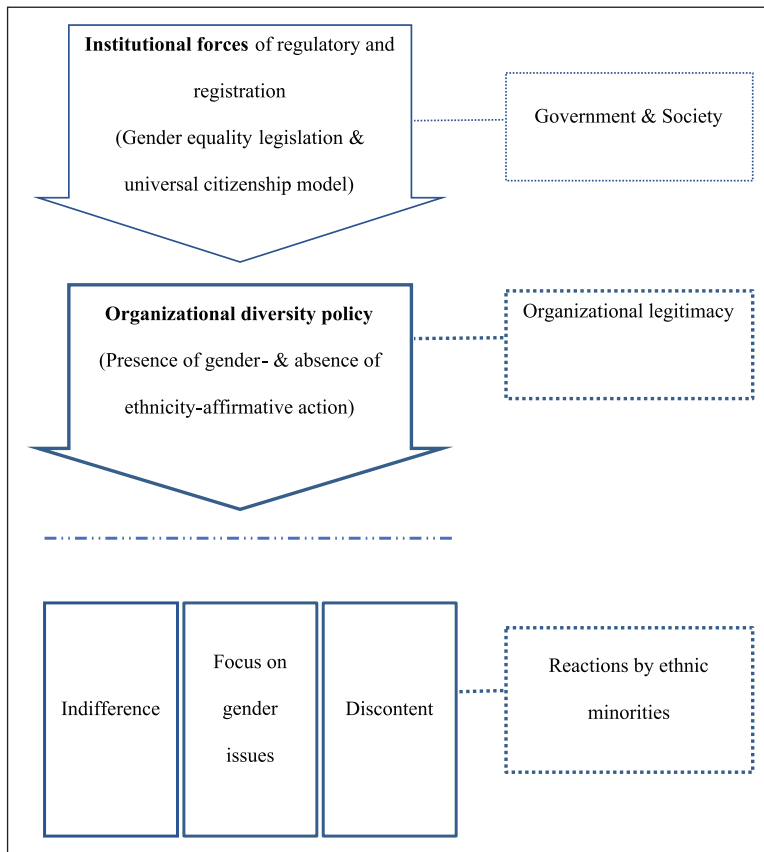 Institutional forces of regulatory and
registration
(Gender equality legislation &
universal citizenship model)
Government & Society
Organizational diversity policy
(Presence of gender- & absence of
ethnicity-affirmative action)
Organizational legitimacy
Indifference
Focus on
gender
issues
Discontent
Reactions by ethnic
minorities